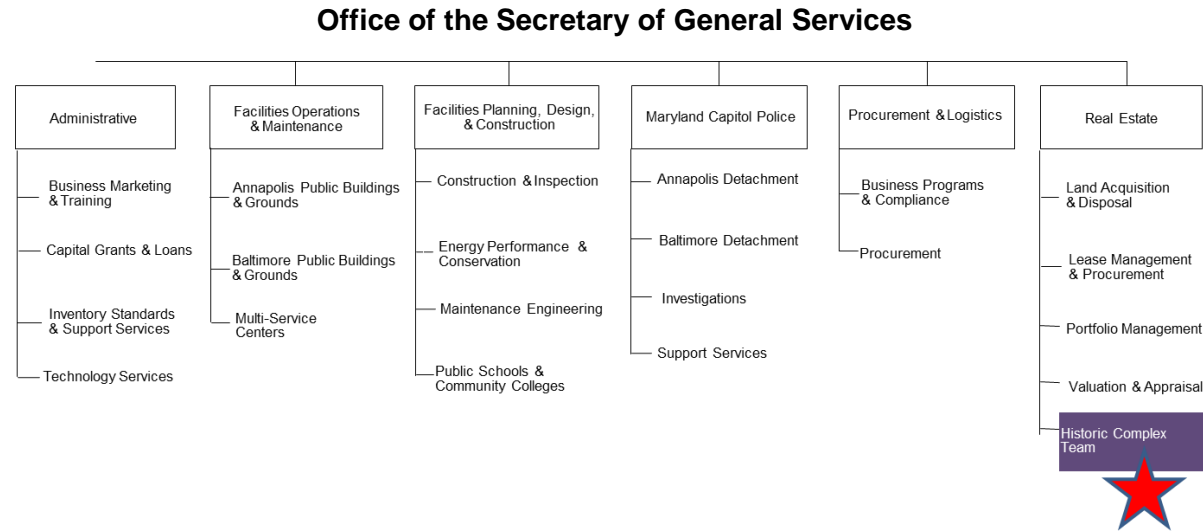 Office of the Secretary of General Services
Administrative
Business Marketing
& Training
Capital Grants & Loans
Inventory Standards
& Support Services
Technology Services
Facilities Operations
& Maintenance
Annapolis Public Buildings
& Grounds
Baltimore Public Buildings
& Grounds
Multi-Service
Centers
Facilities Planning, Design,
& Construction
Construction & Inspection
Energy Performance &
Conservation
Maintenance Engineering
Public Schools &
Community Colleges
Maryland Capitol Police
Annapolis Detachment
Baltimore Detachment
Investigations
Support Services
Procurement & Logistics
Business Programs
& Compliance
Procurement
Real Estate
Land Acquisition
& Disposal
Lease Management
& Procurement
Portfolio Management
Valuation & Appraisal
Historic Complex
Team